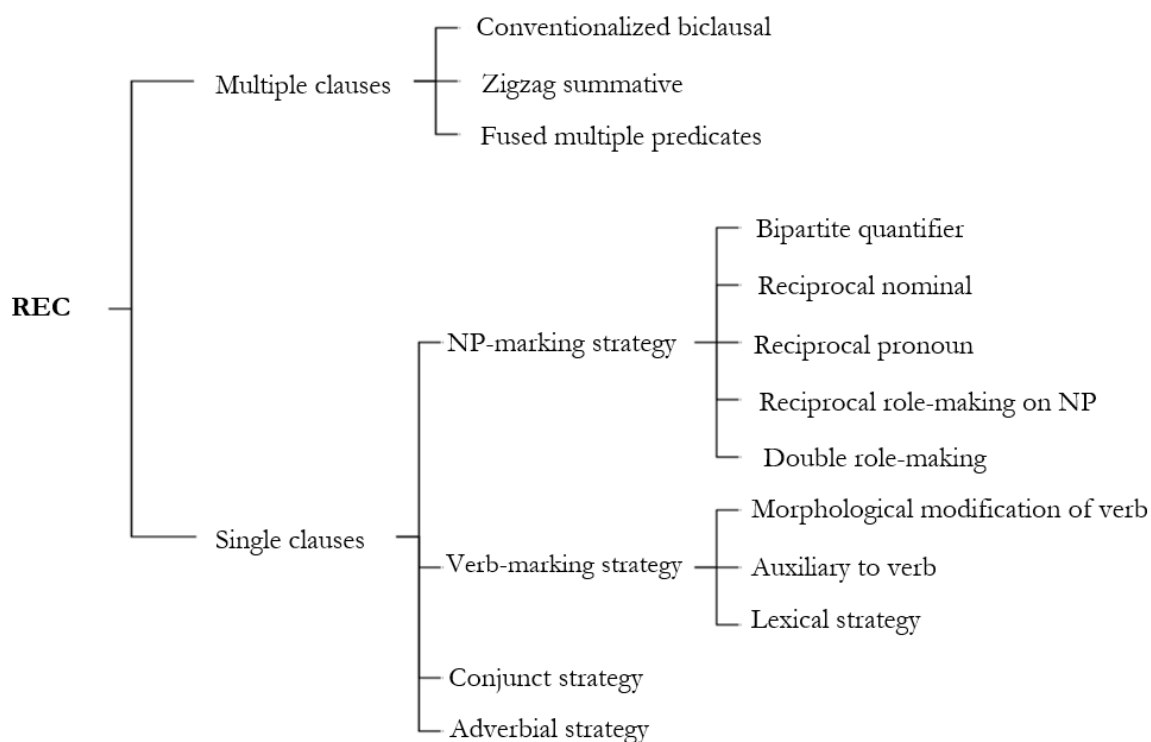 Conventionalized biclausal
Multiple clauses
Zigzag summative
Fused multiple predicates
Bipartite quantifier
Reciprocal nominal
REC
NP-marking strategy
Reciprocal pronoun
Reciprocal role-making on NP
Double role-making
Morphological modification of verb
Single clauses
Verb-marking strategy
Auxiliary to verb
Lexical strategy
Conjunct strategy
Adverbial strategy